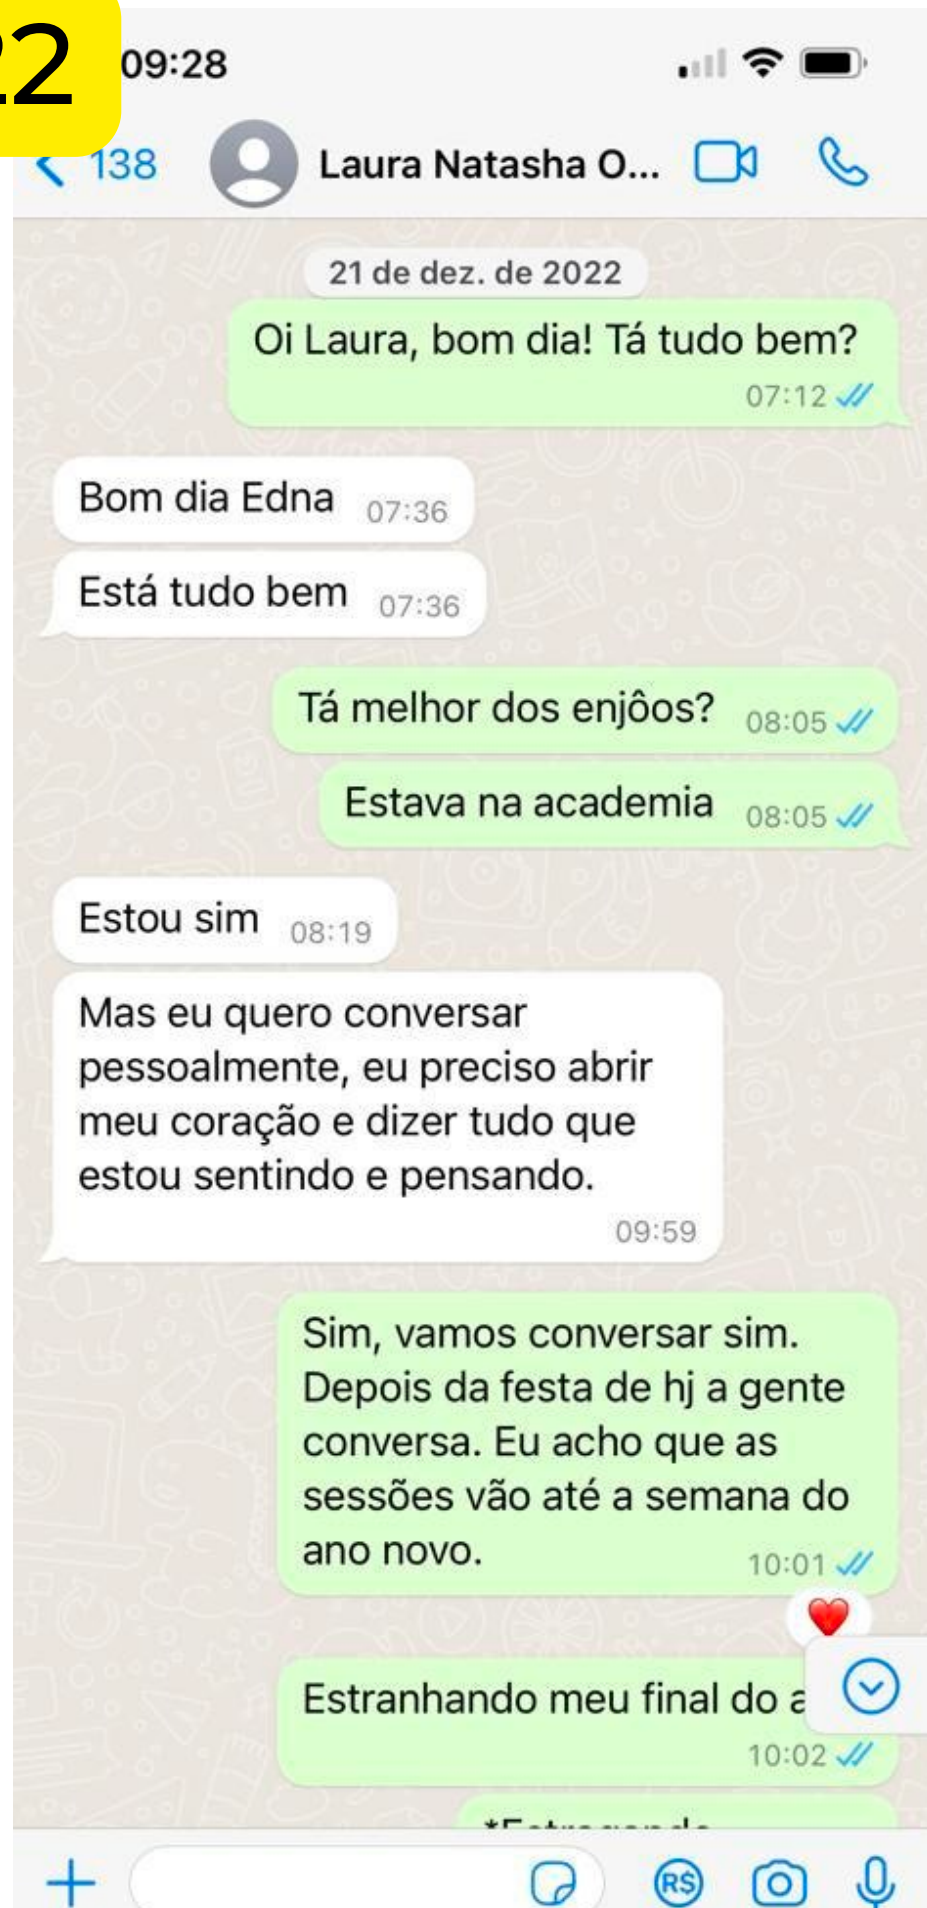 22
09:28
138
Laura Natasha O...
21 de dez. de 2022
Oi Laura, bom dia! Tá tudo bem?
07:12
Bom dia Edna 07:36
Está tudo bem 07:36
Tá melhor dos enjôos? 08:05
Estava na academia 08:05
Estou sim 08:19
Mas eu quero conversar
pessoalmente, eu preciso abrir
meu coração e dizer tudo que
estou sentindo e pensando.
09:59
Sim, vamos conversar sim.
Depois da festa de hj a gente
conversa. Eu acho que as
sessões vão até a semana do
ano novo. 10:01
Estranhando meu final do
10:02
R$